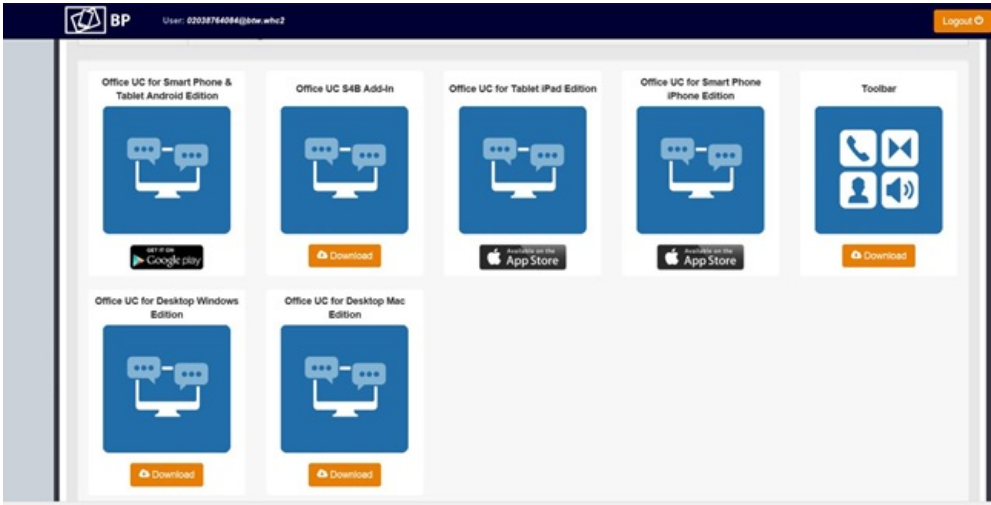 BP
User: 02038764084@btw.whc2
Logout
Office UC for Smart Phone &
Tablet Android Edition
Office UC S4B Add-In
Office UC for Tablet iPad Edition
Office UC for Smart Phone
iPhone Edition
Toolbar
GET IT ON
Google play
Download
Available on the
App Store
Available on the
App Store
Download
Office UC for Desktop Windows
Edition
Office UC for Desktop Mac
Edition
Download
Download